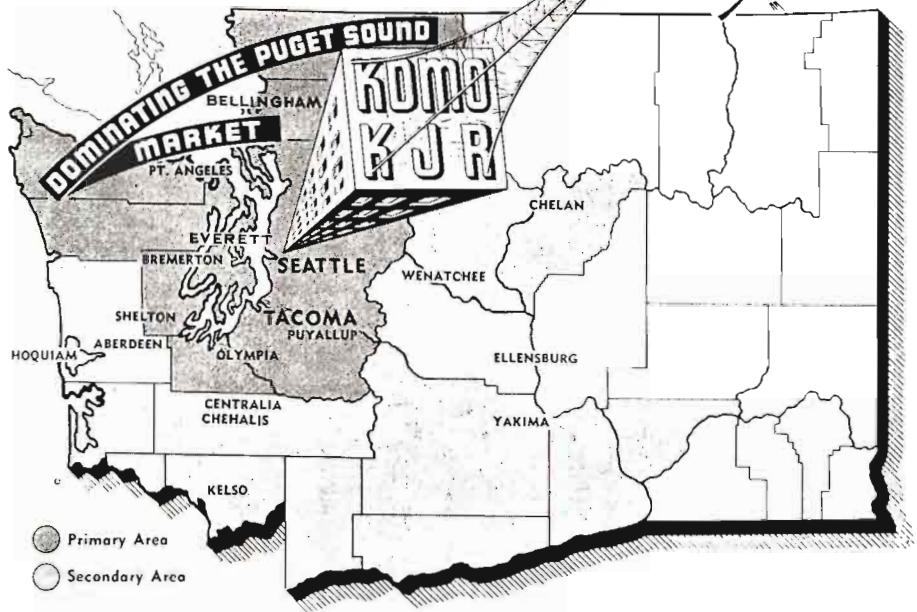 DOMINATING THE PUGET SOUND
MARKET
KOMO
KJR
BELLINGHAM
PT. ANGELES
CHELAN
EVERETT
BREMERTON
SEATTLE
WENATCHEE
SHELTON
TACOMA
PUYALLUP
HOQUIAM
ABERDEEN
OLYMPIA
ELLENSBURG
CENTRALIA
CHEHALIS
YAKIMA
KELSO
Primary Area
Secondary Area